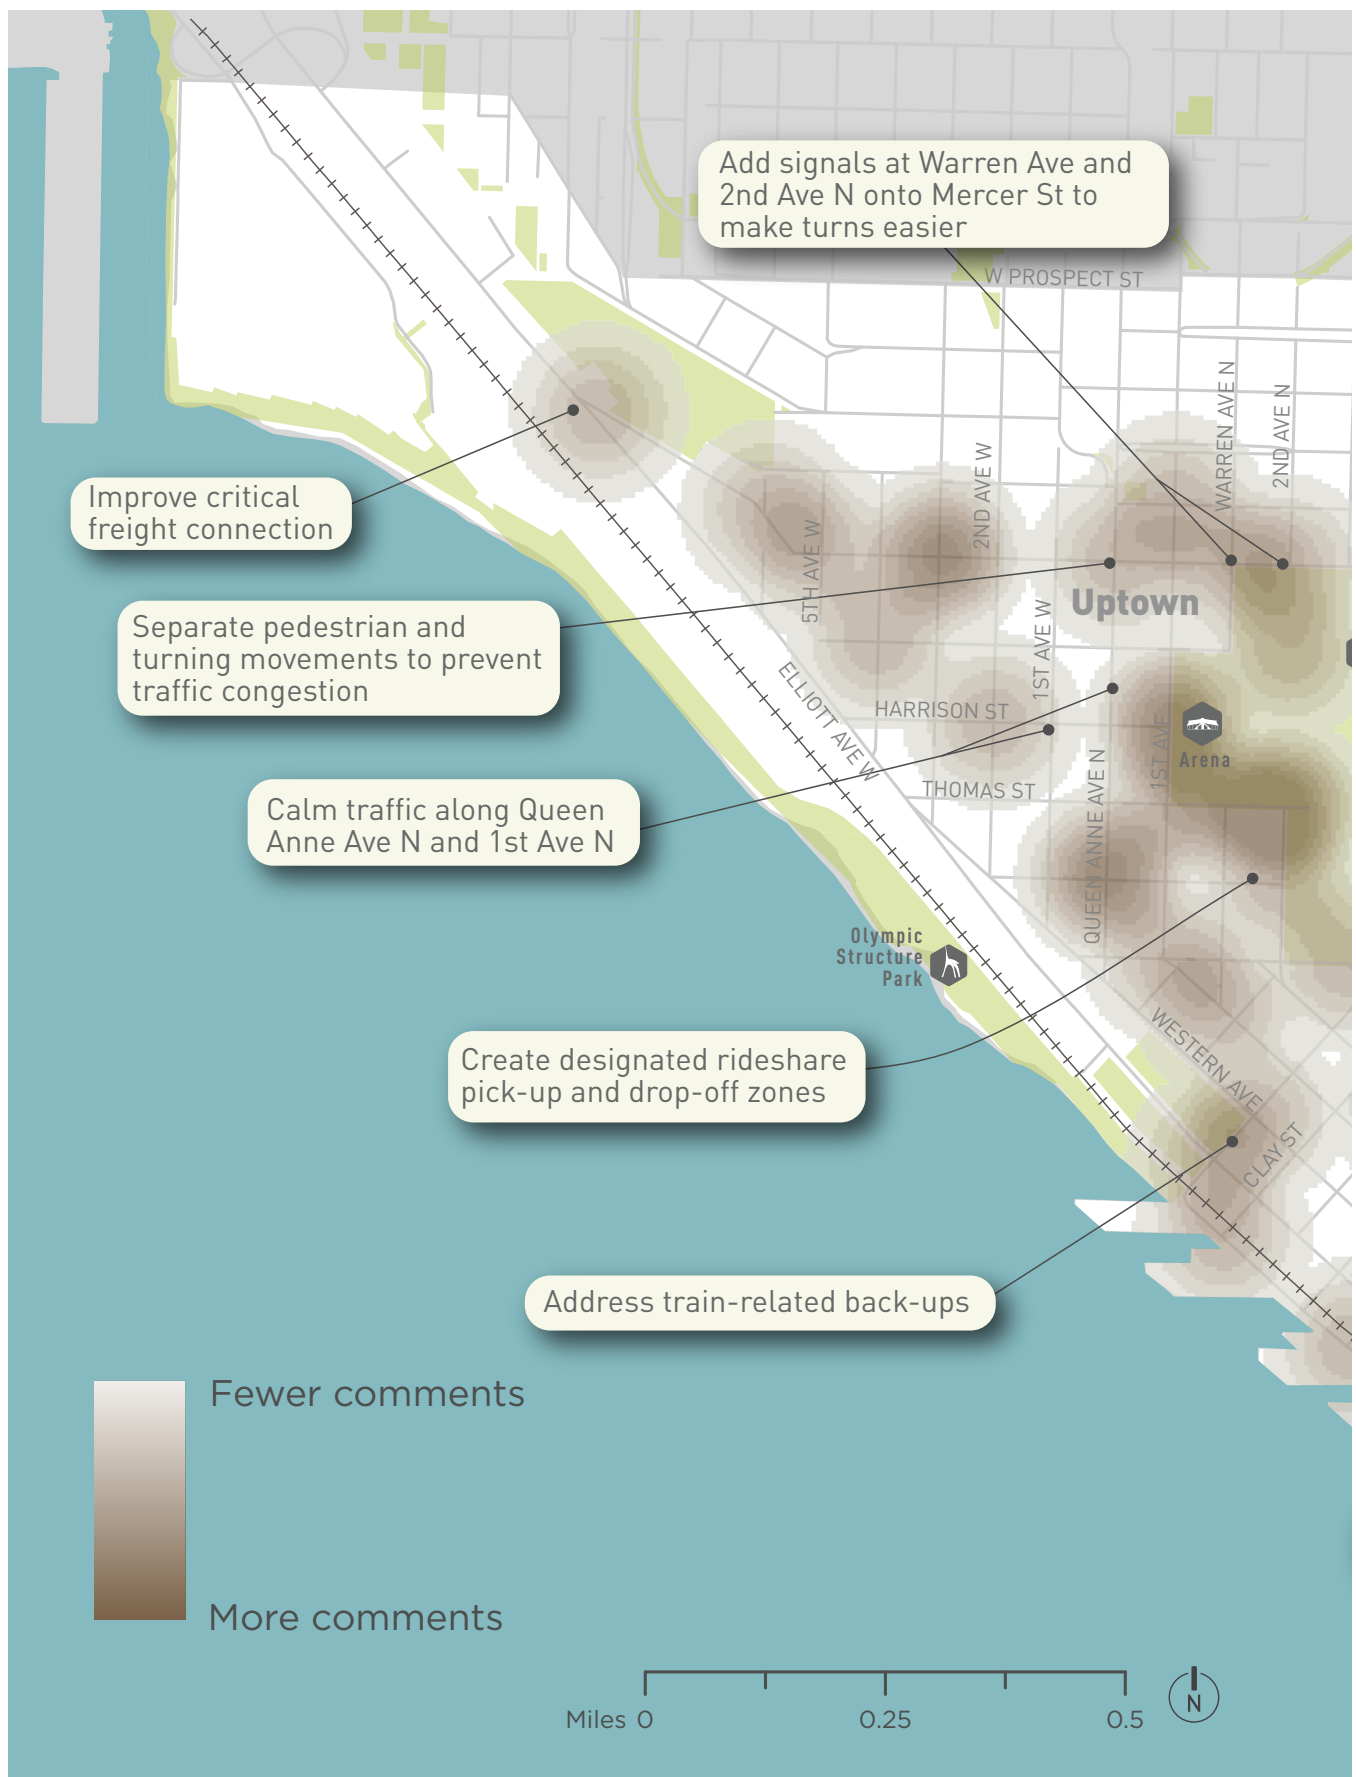 Add signals at Warren Ave and
2nd Ave N onto Mercer St to
make turns easier
W PROSPECT ST
WARREN AVE N
2ND AVE N
2ND AVE W
Improve critical
freight connection
5TH AVE W
Uptown
1ST AVE W
Separate pedestrian and
turning movements to prevent
traffic congestion
ELLIOTT AVE W
HARRISON ST
1ST AVE
Arena
THOMAS ST
QUEEN ANNE AVE N
Calm traffic along Queen
Anne Ave N and 1st Ave N
Olympic
Structure
Park
WESTERN AVE
Create designated rideshare
pick-up and drop-off zones
CLAY ST
Address train-related back-ups
Fewer comments
More comments
Miles 0 0.25 0.5
N